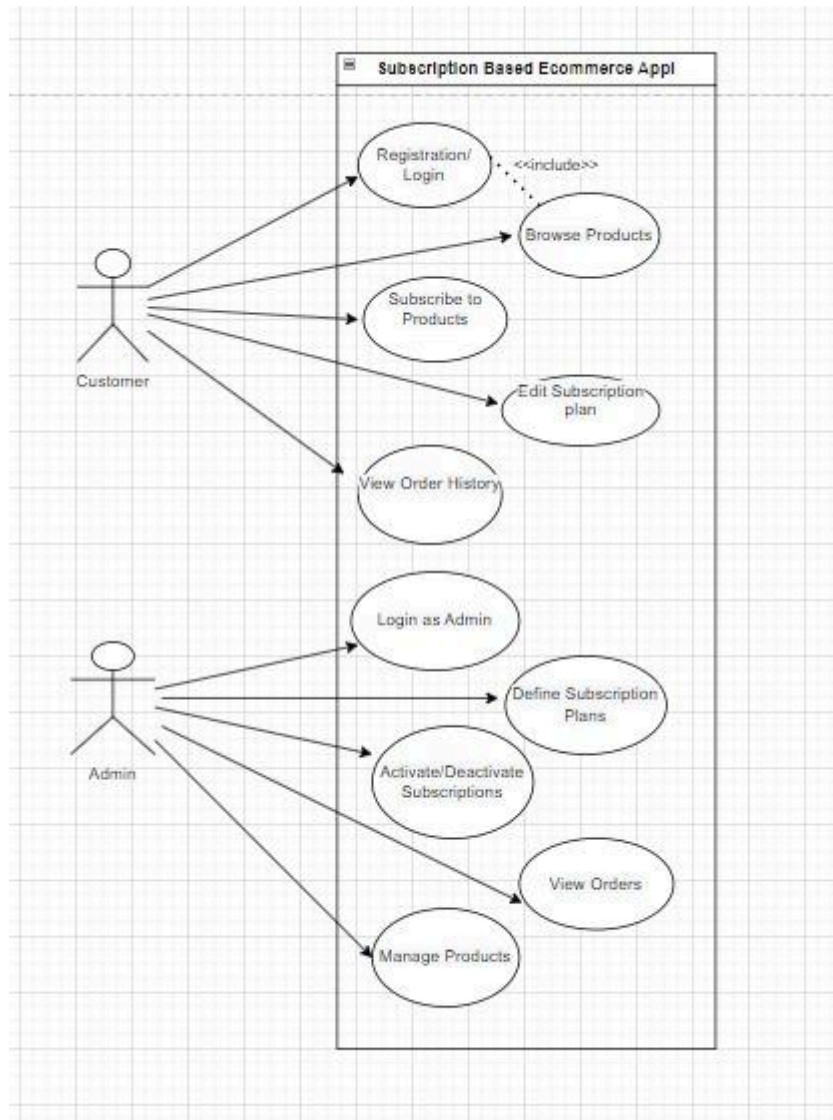 Subscription Based Ecommerce Appl
Registration/
Login
<<include>>
Browse Products
Subscribe to
Products
Customer
Edit Subscription
plan
View Order History
Login as Admin
Define Subscription
Plans
Admin
Activate/Deactivate
Subscriptions
View Orders
Manage Products